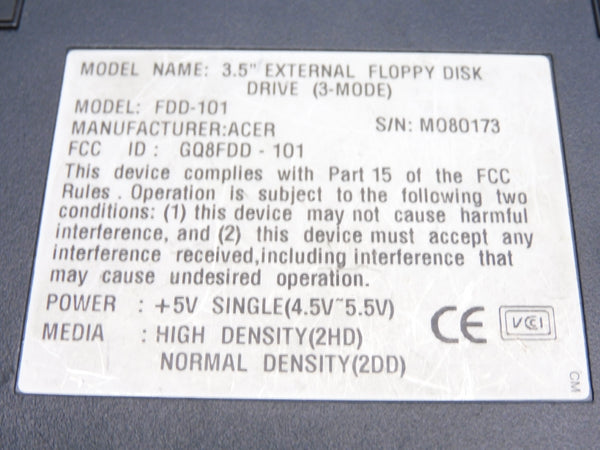 MODEL NAME: 3.5" EXTERNAL FLOPPY DISK
DRIVE (3-MODE)
MODEL: FDD-101
MANUFACTURER:ACER S/N: M080173
FCC ID: GQ8FDD - 101
This device complies with Part 15 of the FCC
Rules. Operation is subject to the following two
conditions: (1) this device may not cause harmful
interference, and (2) this device must accept any
interference received,including interference that
may cause undesired operation.
POWER : +5V SINGLE(4.5V~5.5V)
MEDIA : HIGH DENSITY(2HD)
NORMAL DENSITY(2DD)
CE VCCI
CM